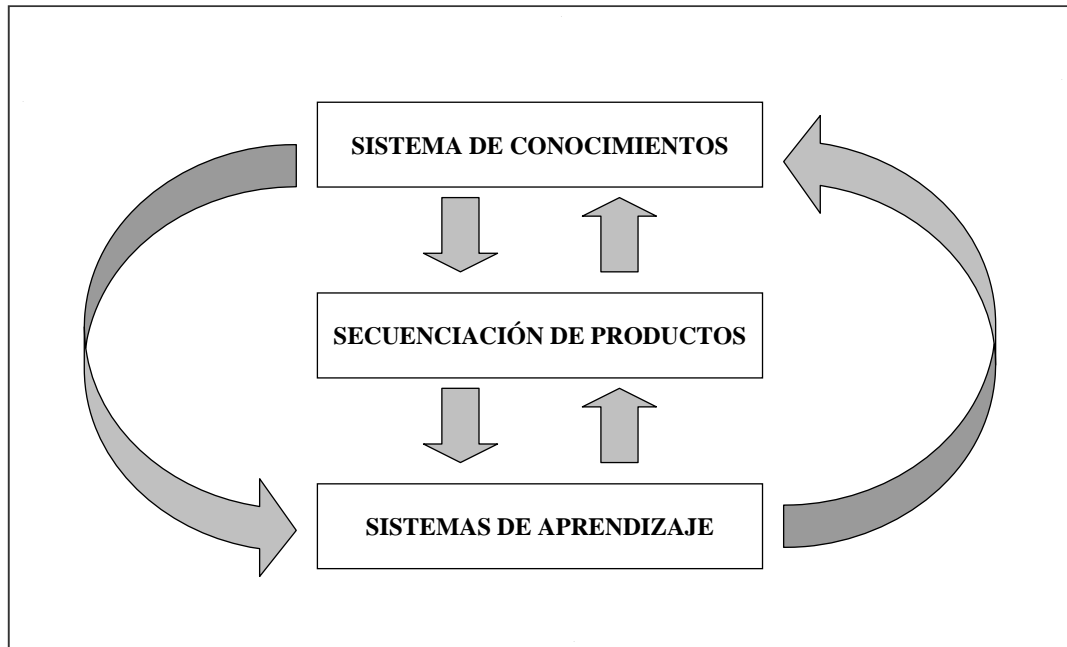 SISTEMA DE CONOCIMIENTOS
SECUENCIACIÓN DE PRODUCTOS
SISTEMAS DE APRENDIZAJE